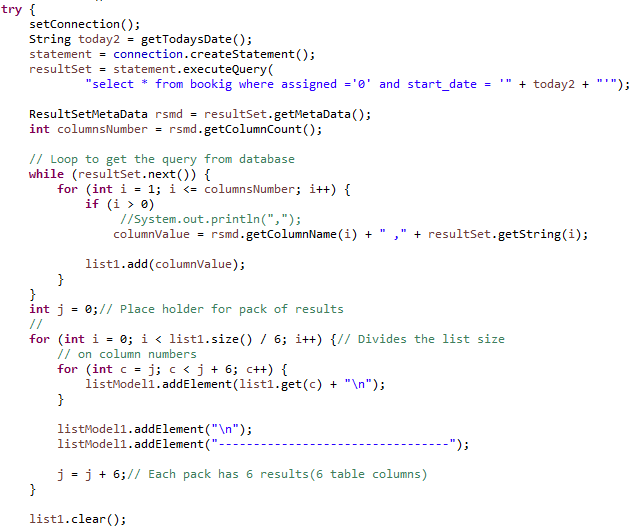 try {
    setConnection();
    String today2 = getTodaysDate();
    statement = connection.createStatement();
    resultSet = statement.executeQuery(
            "select * from bookig where assigned ='0' and start_date = '" + today2 + "'");

    ResultSetMetaData rsmd = resultSet.getMetaData();
    int columnsNumber = rsmd.getColumnCount();

    // Loop to get the query from database
    while (resultSet.next()) {
        for (int i = 1; i <= columnsNumber; i++) {
            if (i > 0)
                 //System.out.println(",");
                columnValue = rsmd.getColumnName(i) + " ," + resultSet.getString(i);

            list1.add(columnValue);
        }
    }
    int j = 0;// Place holder for pack of results
    //
    for (int i = 0; i < list1.size() / 6; i++) {// Divides the list size
        // on column numbers
        for (int c = j; c < j + 6; c++) {
            listModel1.addElement(list1.get(c) + "\n");
        }

        listModel1.addElement("\n");
        listModel1.addElement("---------------------------------");

        j = j + 6;// Each pack has 6 results(6 table columns)
    }

    list1.clear();